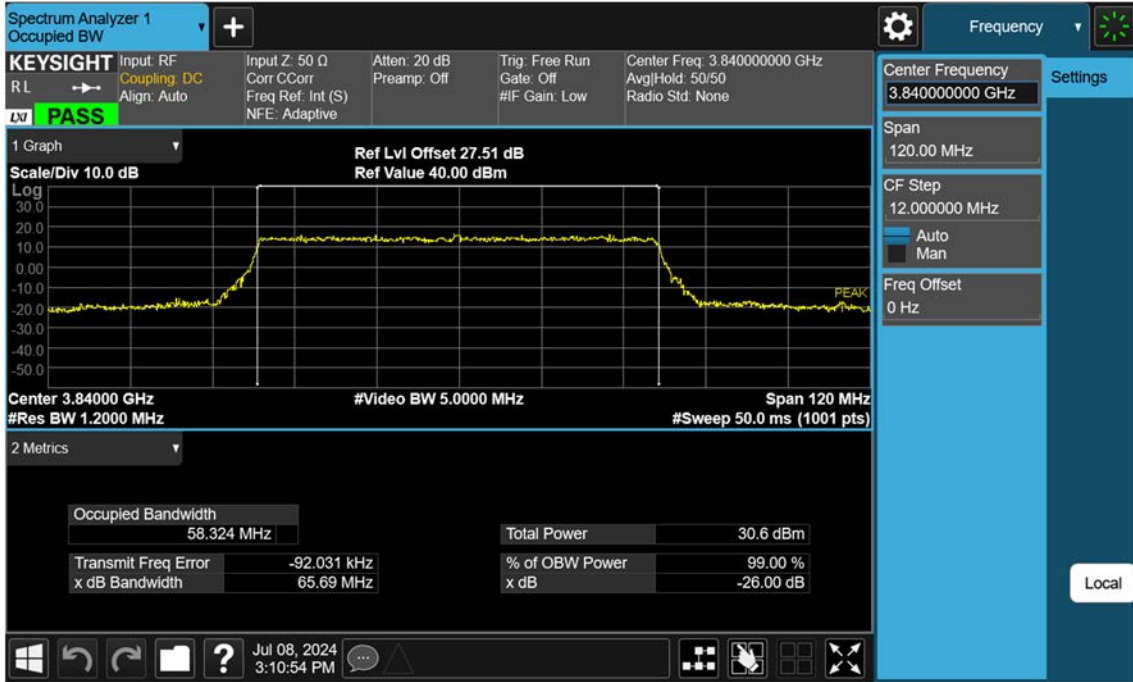 Spectrum Analyzer 1
Occupied BW
+
Frequency
KEYSIGHT
R L
LXI
PASS
Input: RF
Coupling: DC
Align: Auto
Input Z: 50 Ω
Corr CCorr
Freq Ref: Int (S)
NFE: Adaptive
Atten: 20 dB
Preamp: Off
Trig: Free Run
Gate: Off
#IF Gain: Low
Center Freq: 3.840000000 GHz
Avg|Hold: 50/50
Radio Std: None
Center Frequency
3.840000000 GHz
Settings
Span
120.00 MHz
CF Step
12.000000 MHz
Auto
Man
Freq Offset
0 Hz
Local
1 Graph
Scale/Div 10.0 dB
Ref Lvl Offset 27.51 dB
Ref Value 40.00 dBm
Log
30.0
20.0
10.0
0.00
-10.0
-20.0
-30.0
-40.0
-50.0
PEAK
Center 3.84000 GHz
#Video BW 5.0000 MHz
Span 120 MHz
#Res BW 1.2000 MHz
#Sweep 50.0 ms (1001 pts)
2 Metrics
Occupied Bandwidth
58.324 MHz
Total Power 30.6 dBm
Transmit Freq Error -92.031 kHz
% of OBW Power 99.00 %
x dB Bandwidth 65.69 MHz
x dB -26.00 dB
?
Jul 08, 2024
3:10:54 PM